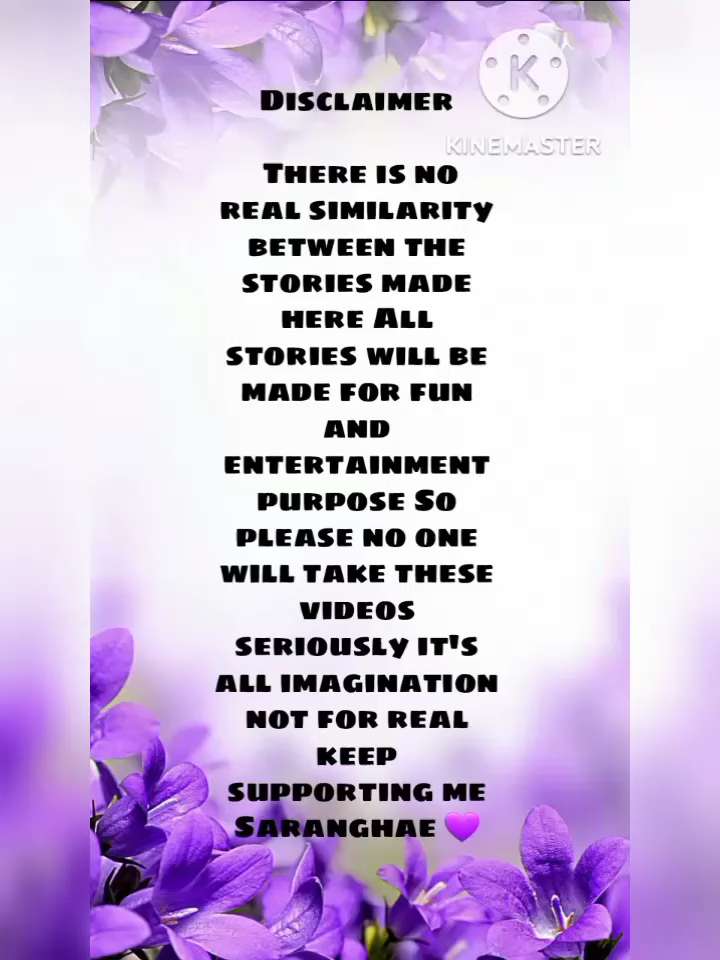 Disclaimer
K
KINEMASTER
There is no
real similarity
between the
stories made
here All
stories will be
made for fun
and
entertainment
purpose So
please no one
will take these
videos
seriously it's
all imagination
not for real
keep
supporting me
Saranghae 💜